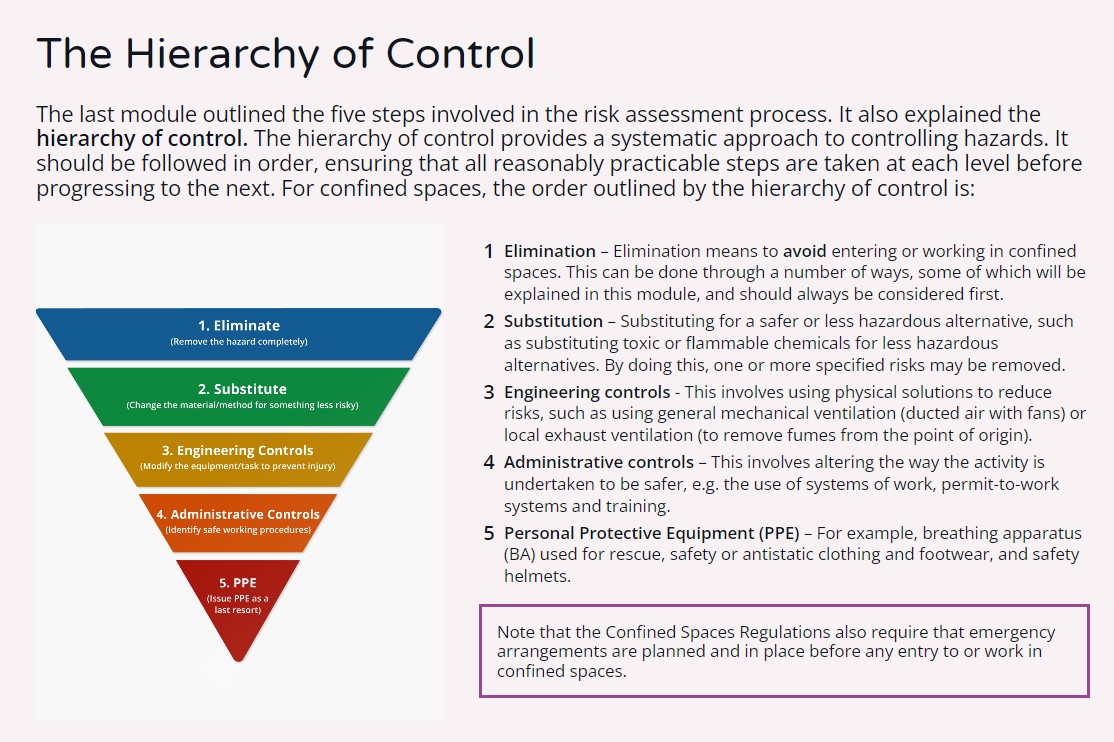 The Hierarchy of Control
The last module outlined the five steps involved in the risk assessment process. It also explained the
hierarchy of control. The hierarchy of control provides a systematic approach to controlling hazards. It
should be followed in order, ensuring that all reasonably practicable steps are taken at each level before
progressing to the next. For confined spaces, the order outlined by the hierarchy of control is:
1. Eliminate
(Remove the hazard completely)
2. Substitute
(Change the material/method for something less risky)
3. Engineering Controls
(Modify the equipment/task to prevent injury)
4. Administrative Controls
(Identify safe working procedures)
5. PPE
(Issue PPE as a
last resort)
1 Elimination – Elimination means to avoid entering or working in confined
spaces. This can be done through a number of ways, some of which will be
explained in this module, and should always be considered first.
2 Substitution – Substituting for a safer or less hazardous alternative, such
as substituting toxic or flammable chemicals for less hazardous
alternatives. By doing this, one or more specified risks may be removed.
3 Engineering controls - This involves using physical solutions to reduce
risks, such as using general mechanical ventilation (ducted air with fans) or
local exhaust ventilation (to remove fumes from the point of origin).
4 Administrative controls – This involves altering the way the activity is
undertaken to be safer, e.g. the use of systems of work, permit-to-work
systems and training.
5 Personal Protective Equipment (PPE) – For example, breathing apparatus
(BA) used for rescue, safety or antistatic clothing and footwear, and safety
helmets.
Note that the Confined Spaces Regulations also require that emergency
arrangements are planned and in place before any entry to or work in
confined spaces.